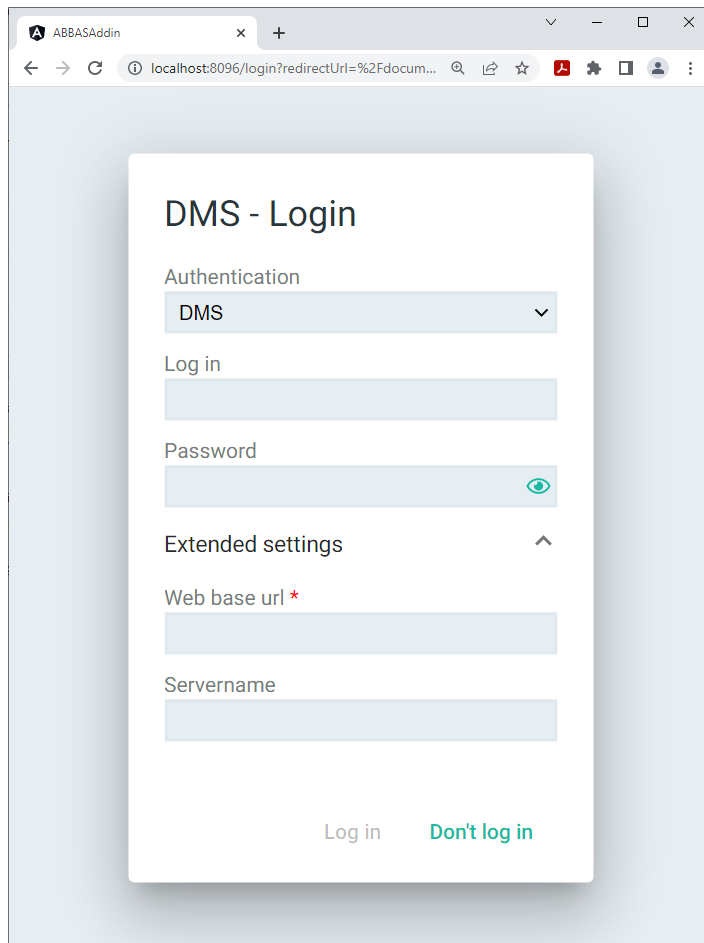 ABBASAddin
localhost:8096/login?redirectUrl=%2Fdocum...
DMS - Login
Authentication
DMS
Log in
Password
Extended settings
Web base url *
Servername
Log in Don't log in